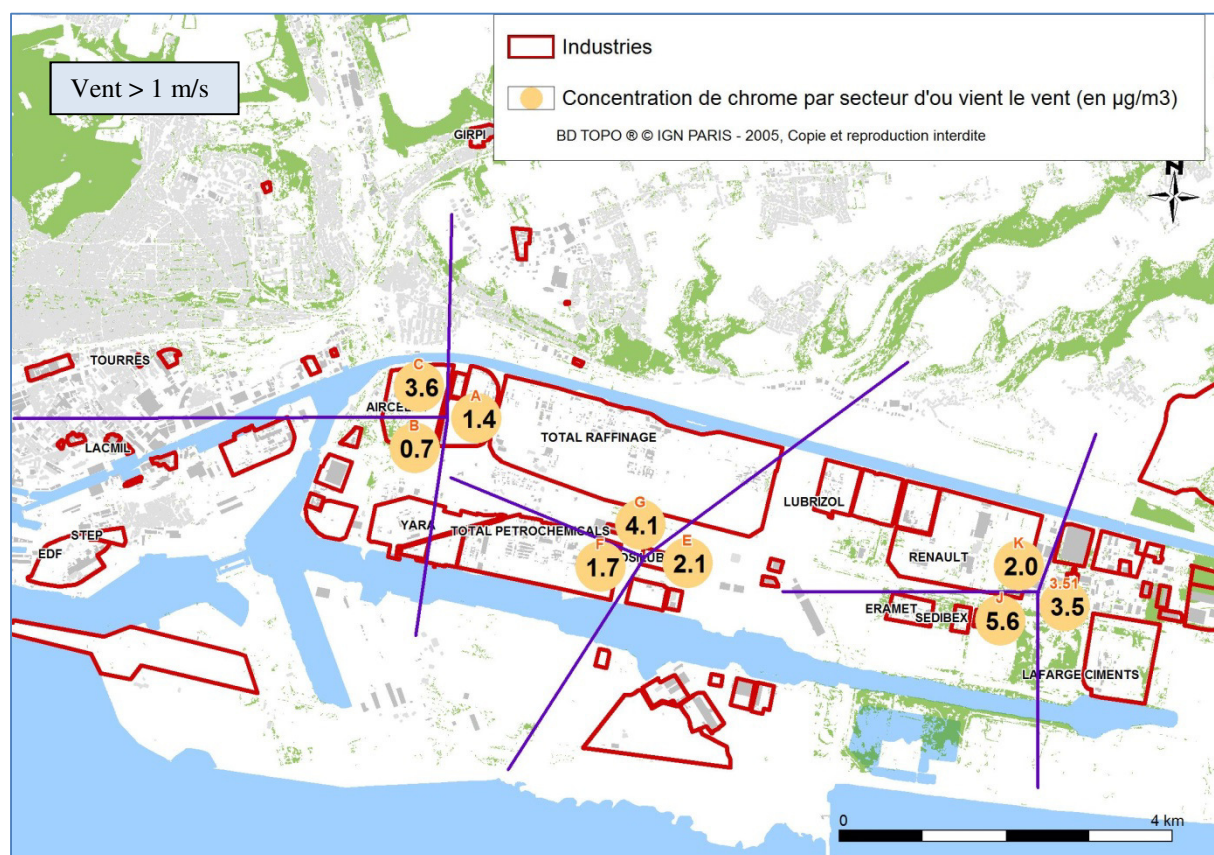 Vent > 1 m/s
Industries
Concentration de chrome par secteur d'ou vient le vent (en µg/m3)
BD TOPO ® © IGN PARIS - 2005, Copie et reproduction interdite
GIRPI
N
TOURRES
C
3.6
AIRCEL
A
1.4
B
0.7
LACMIL
TOTAL RAFFINAGE
LUBRIZOL
G
4.1
YARA
TOTAL PETROCHEMICALS
STEP
EDF
F
1.7
E
2.1
RENAULT
K
2.0
3.51
3.5
ERAMET
SEDIBEX
J
5.6
LAFARGE CIMENTS
0
4 km